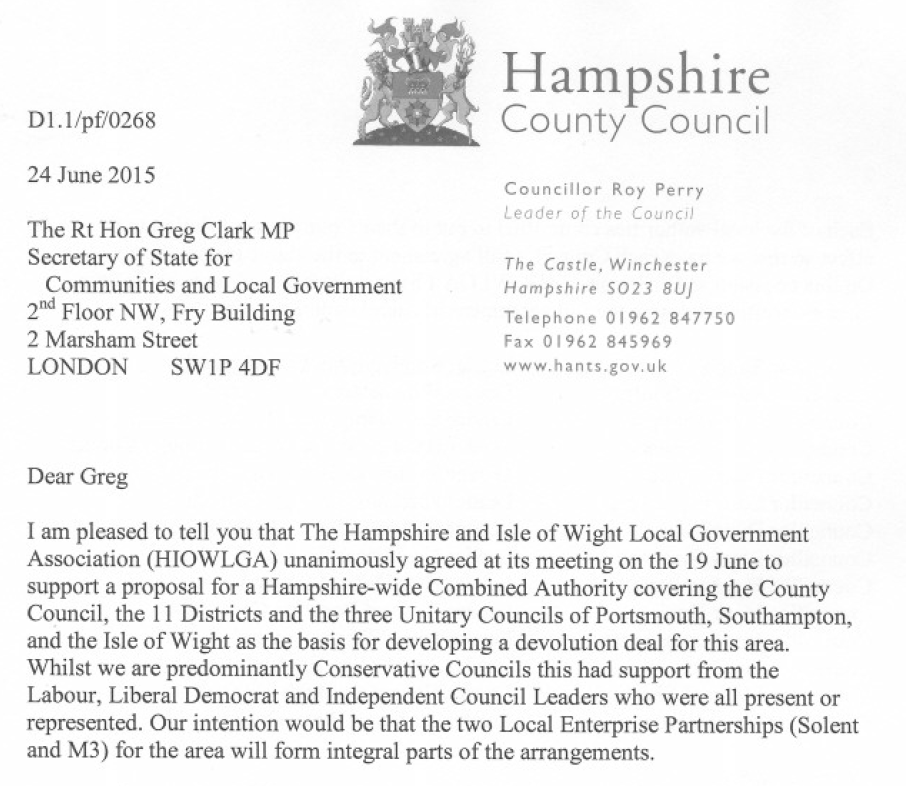 Hampshire
County Council
D1.1/pf/0268
24 June 2015
Councillor Roy Perry
Leader of the Council
The Rt Hon Greg Clark MP
Secretary of State for
Communities and Local Government
2nd Floor NW, Fry Building
2 Marsham Street
LONDON SW1P 4DF
The Castle, Winchester
Hampshire SO23 8UJ
Telephone 01962 847750
Fax 01962 845969
www.hants.gov.uk
Dear Greg
I am pleased to tell you that The Hampshire and Isle of Wight Local Government
Association (HIOWLGA) unanimously agreed at its meeting on the 19 June to
support a proposal for a Hampshire-wide Combined Authority covering the County
Council, the 11 Districts and the three Unitary Councils of Portsmouth, Southampton,
and the Isle of Wight as the basis for developing a devolution deal for this area.
Whilst we are predominantly Conservative Councils this had support from the
Labour, Liberal Democrat and Independent Council Leaders who were all present or
represented. Our intention would be that the two Local Enterprise Partnerships (Solent
and M3) for the area will form integral parts of the arrangements.